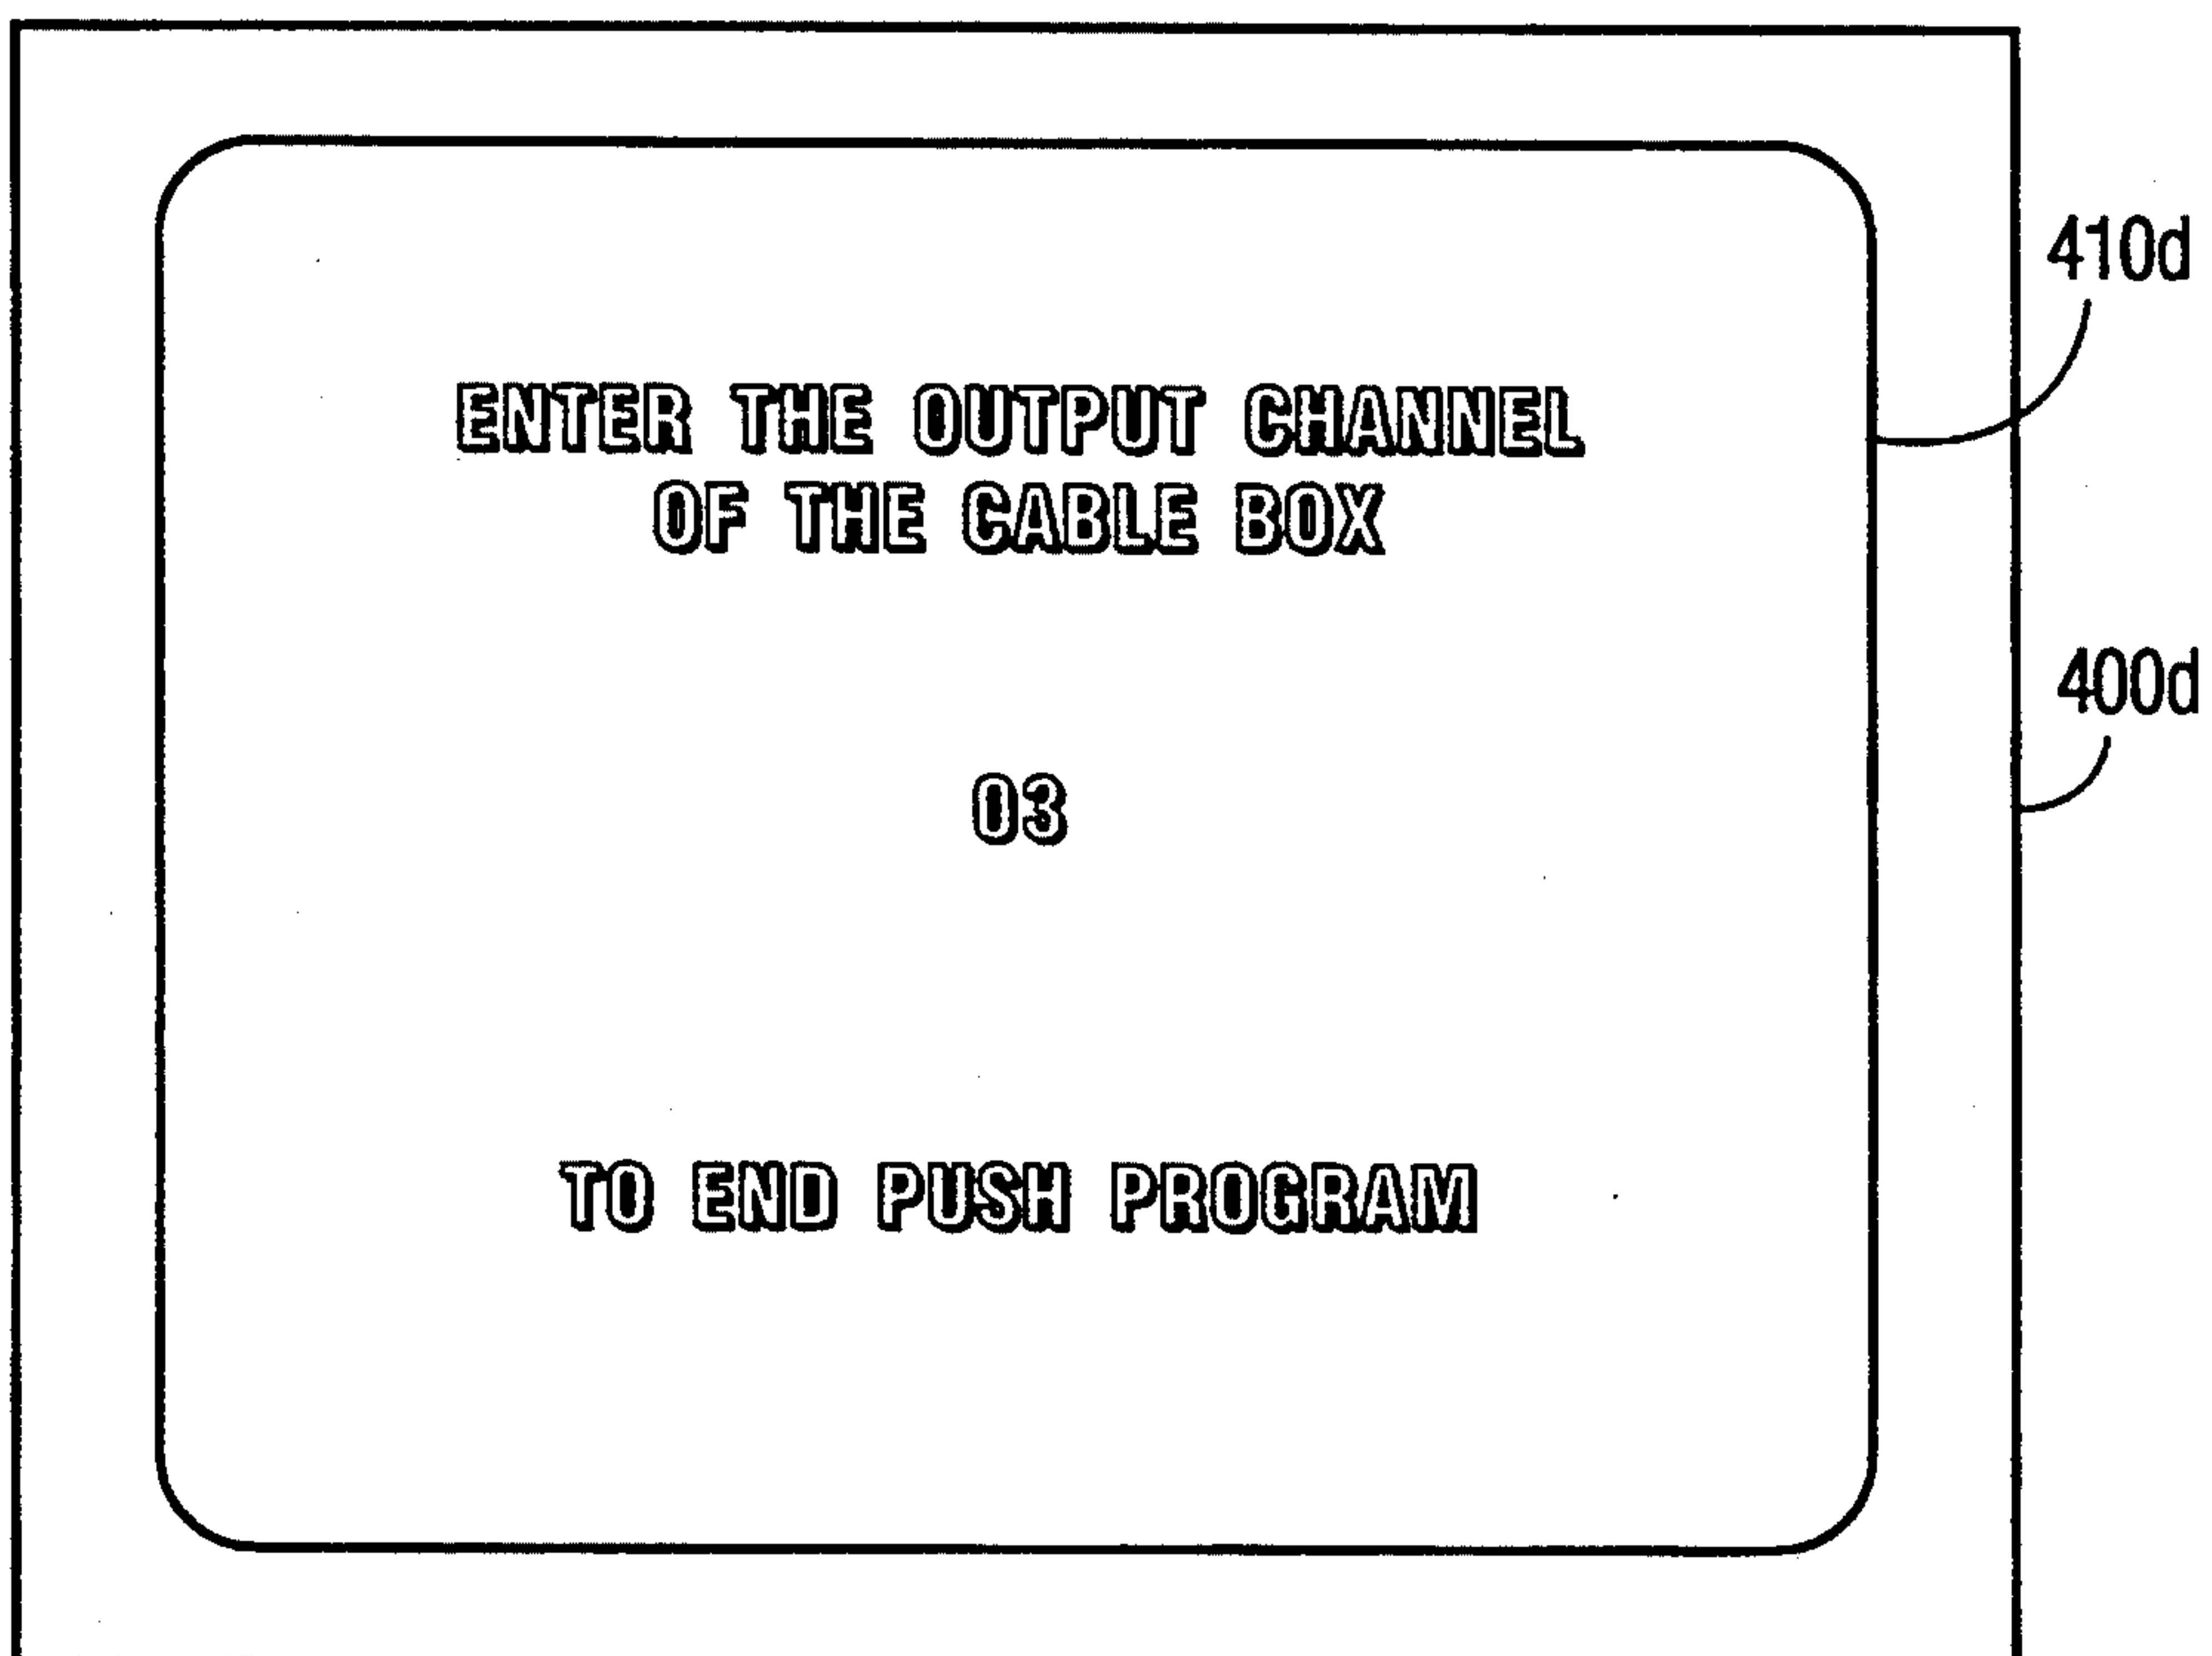 410d
ENTER THE OUTPUT CHANNEL
OF THE CABLE BOX
400d
03
TO END PUSH PROGRAM